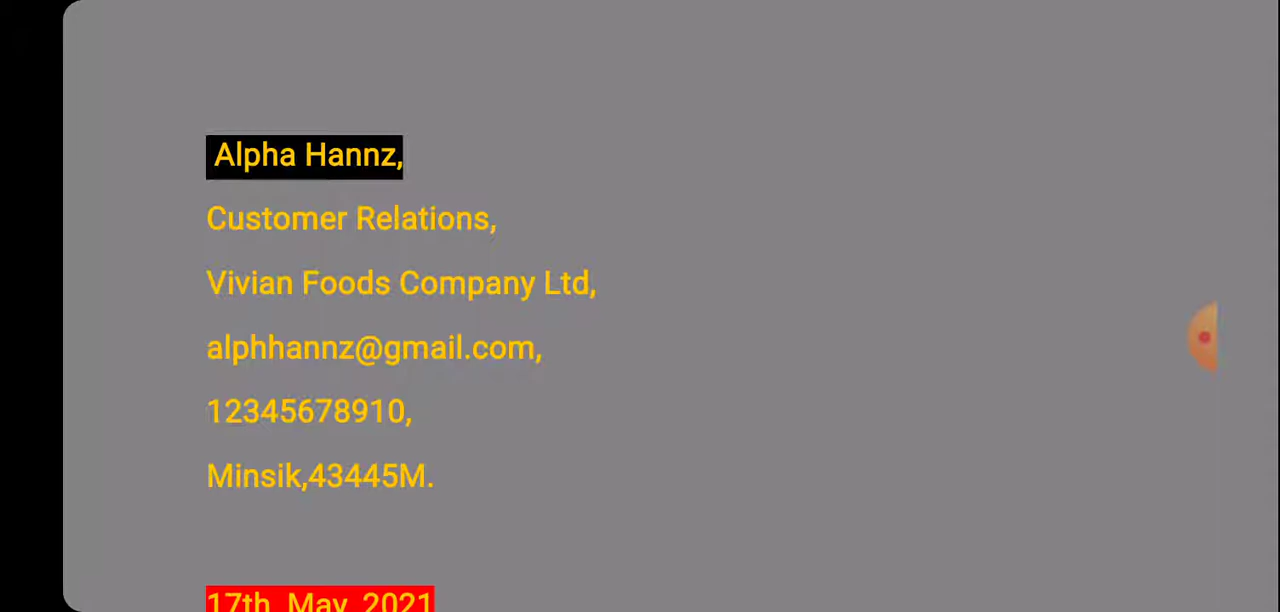 Alpha Hannz,
Customer Relations,
Vivian Foods Company Ltd,
alphhannz@gmail.com,
12345678910,
Minsik,43445M.
17th May 2021